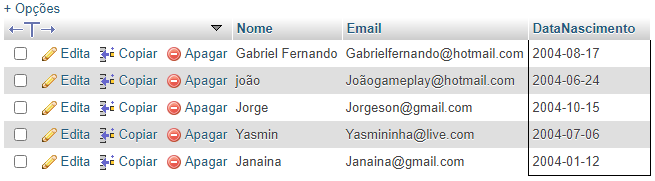 + Opções
Nome Email DataNascimento
Edita Copiar Apagar Gabriel Fernando Gabrielfernando@hotmail.com 2004-08-17
Edita Copiar Apagar joão Joãogameplay@hotmail.com 2004-06-24
Edita Copiar Apagar Jorge Jorgeson@gmail.com 2004-10-15
Edita Copiar Apagar Yasmin Yasmininha@live.com 2004-07-06
Edita Copiar Apagar Janaina Janaina@gmail.com 2004-01-12